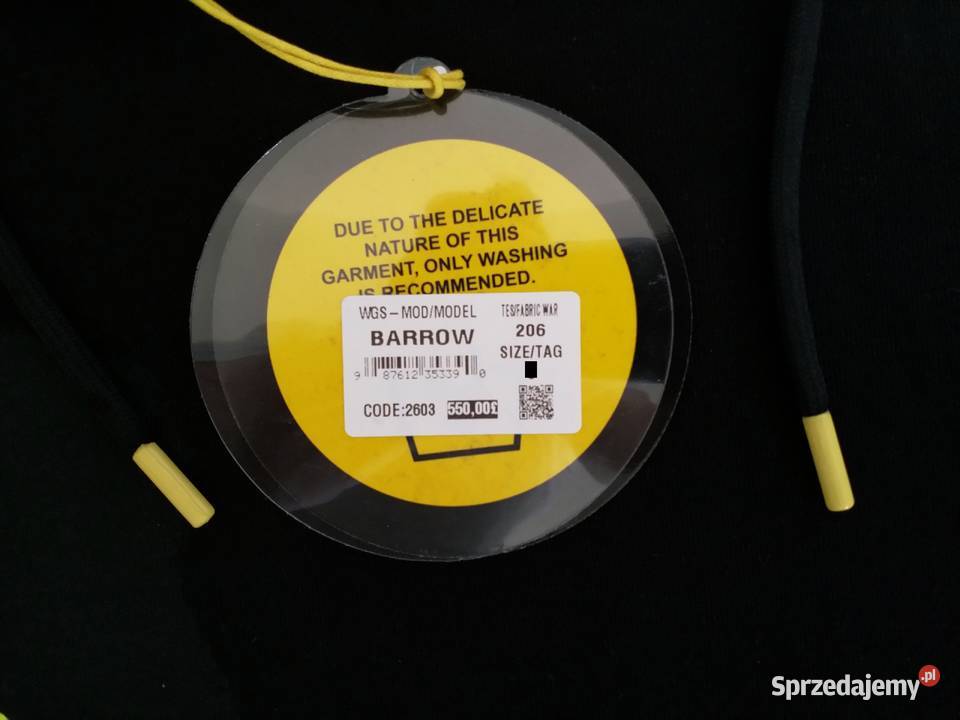 DUE TO THE DELICATE
NATURE OF THIS
GARMENT, ONLY WASHING
IS RECOMMENDED.
WGS-MOD/MODEL
BARROW
9 87612 35339 0
CODE:2603 550,00£
TES/FABRIC WAR
206
SIZE/TAG
Sprzedajemy.pl